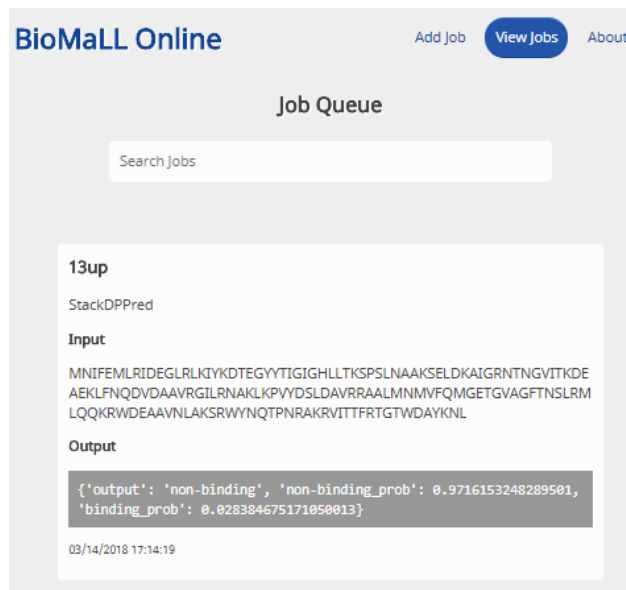 BioMaLL Online
Add Job
View Jobs
About
Job Queue
Search Jobs
13up
StackDPPred
Input
MNIFEMLRIDEGLRLKIYKDTEGYYTIGIGHLLTKSPSLNAAKSELDKAIGRNTNGVITKDE
AEKLFNQDVDAAVRGILRNAKLKPVYDSLDAVRRAALMNMVFQMGETGVAGFTNSLRM
LQQKRWDEAAVNLAKSRWYNQTPNRAKRVITTFRTGTWDAYKNL
Output
{'output': 'non-binding', 'non-binding_prob': 0.9716153248289501,
'binding_prob': 0.028384675171050013}
03/14/2018 17:14:19